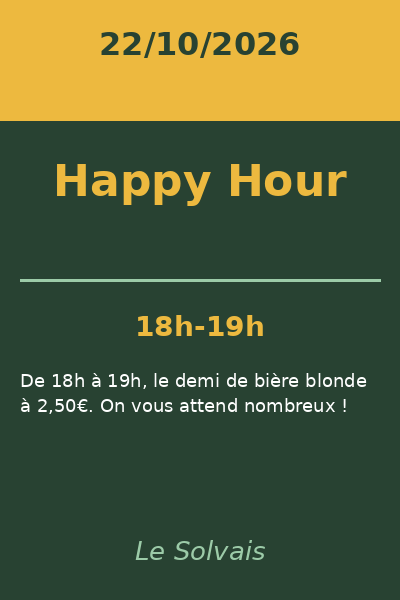 22/10/2026
Happy Hour
18h-19h
De 18h à 19h, le demi de bière blonde
à 2,50€. On vous attend nombreux !
Le Solvais